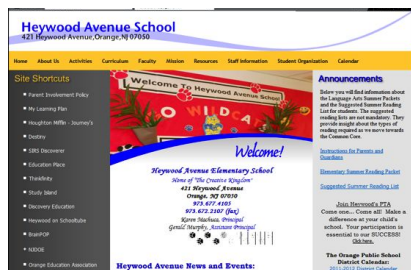 Heywood Avenue School
421 Heywood Avenue, Orange, NJ 07050
Home About Us Activities Curriculum Faculty Mission Resources Staff Information Student Organization Calendar
Site Shortcuts
Parent Involvement Policy
My Learning Plan
Houghton Mifflin - Journey's
Destiny
SIRS Discoverer
Education Place
Thinkfinity
Study Island
Discovery Education
Heywood on Schooltube
BrainPOP
NJDOE
Orange Education Association
Welcome To Heywood Avenue School
GO WILDCATS
Welcome!
Heywood Avenue Elementary School
Home of "The Creative Kingdom"
421 Heywood Avenue
Orange, NJ 07050
973.677.4105
973.672.2107 (fax)
Karen Machuca, Principal
Gerald Murphy, Assistant Principal
Heywood Avenue News and Events:
Announcements
Below you will find information about
the Language Arts Summer Packets
and the Suggested Summer Reading
List for students. The suggested
reading lists are not mandatory. They
provide insight about the types of
reading required as we move towards
the Common Core.
Instructions for Parents and
Guardians
Elementary Summer Reading Packet
Suggested Summer Reading List
Join Heywood's PTA
Come one... Come all! Make a
difference at your child's
school. Your participation is
essential to our SUCCESS!
Click here.
The Orange Public School
District Calendar:
2011-2012 District Calendar